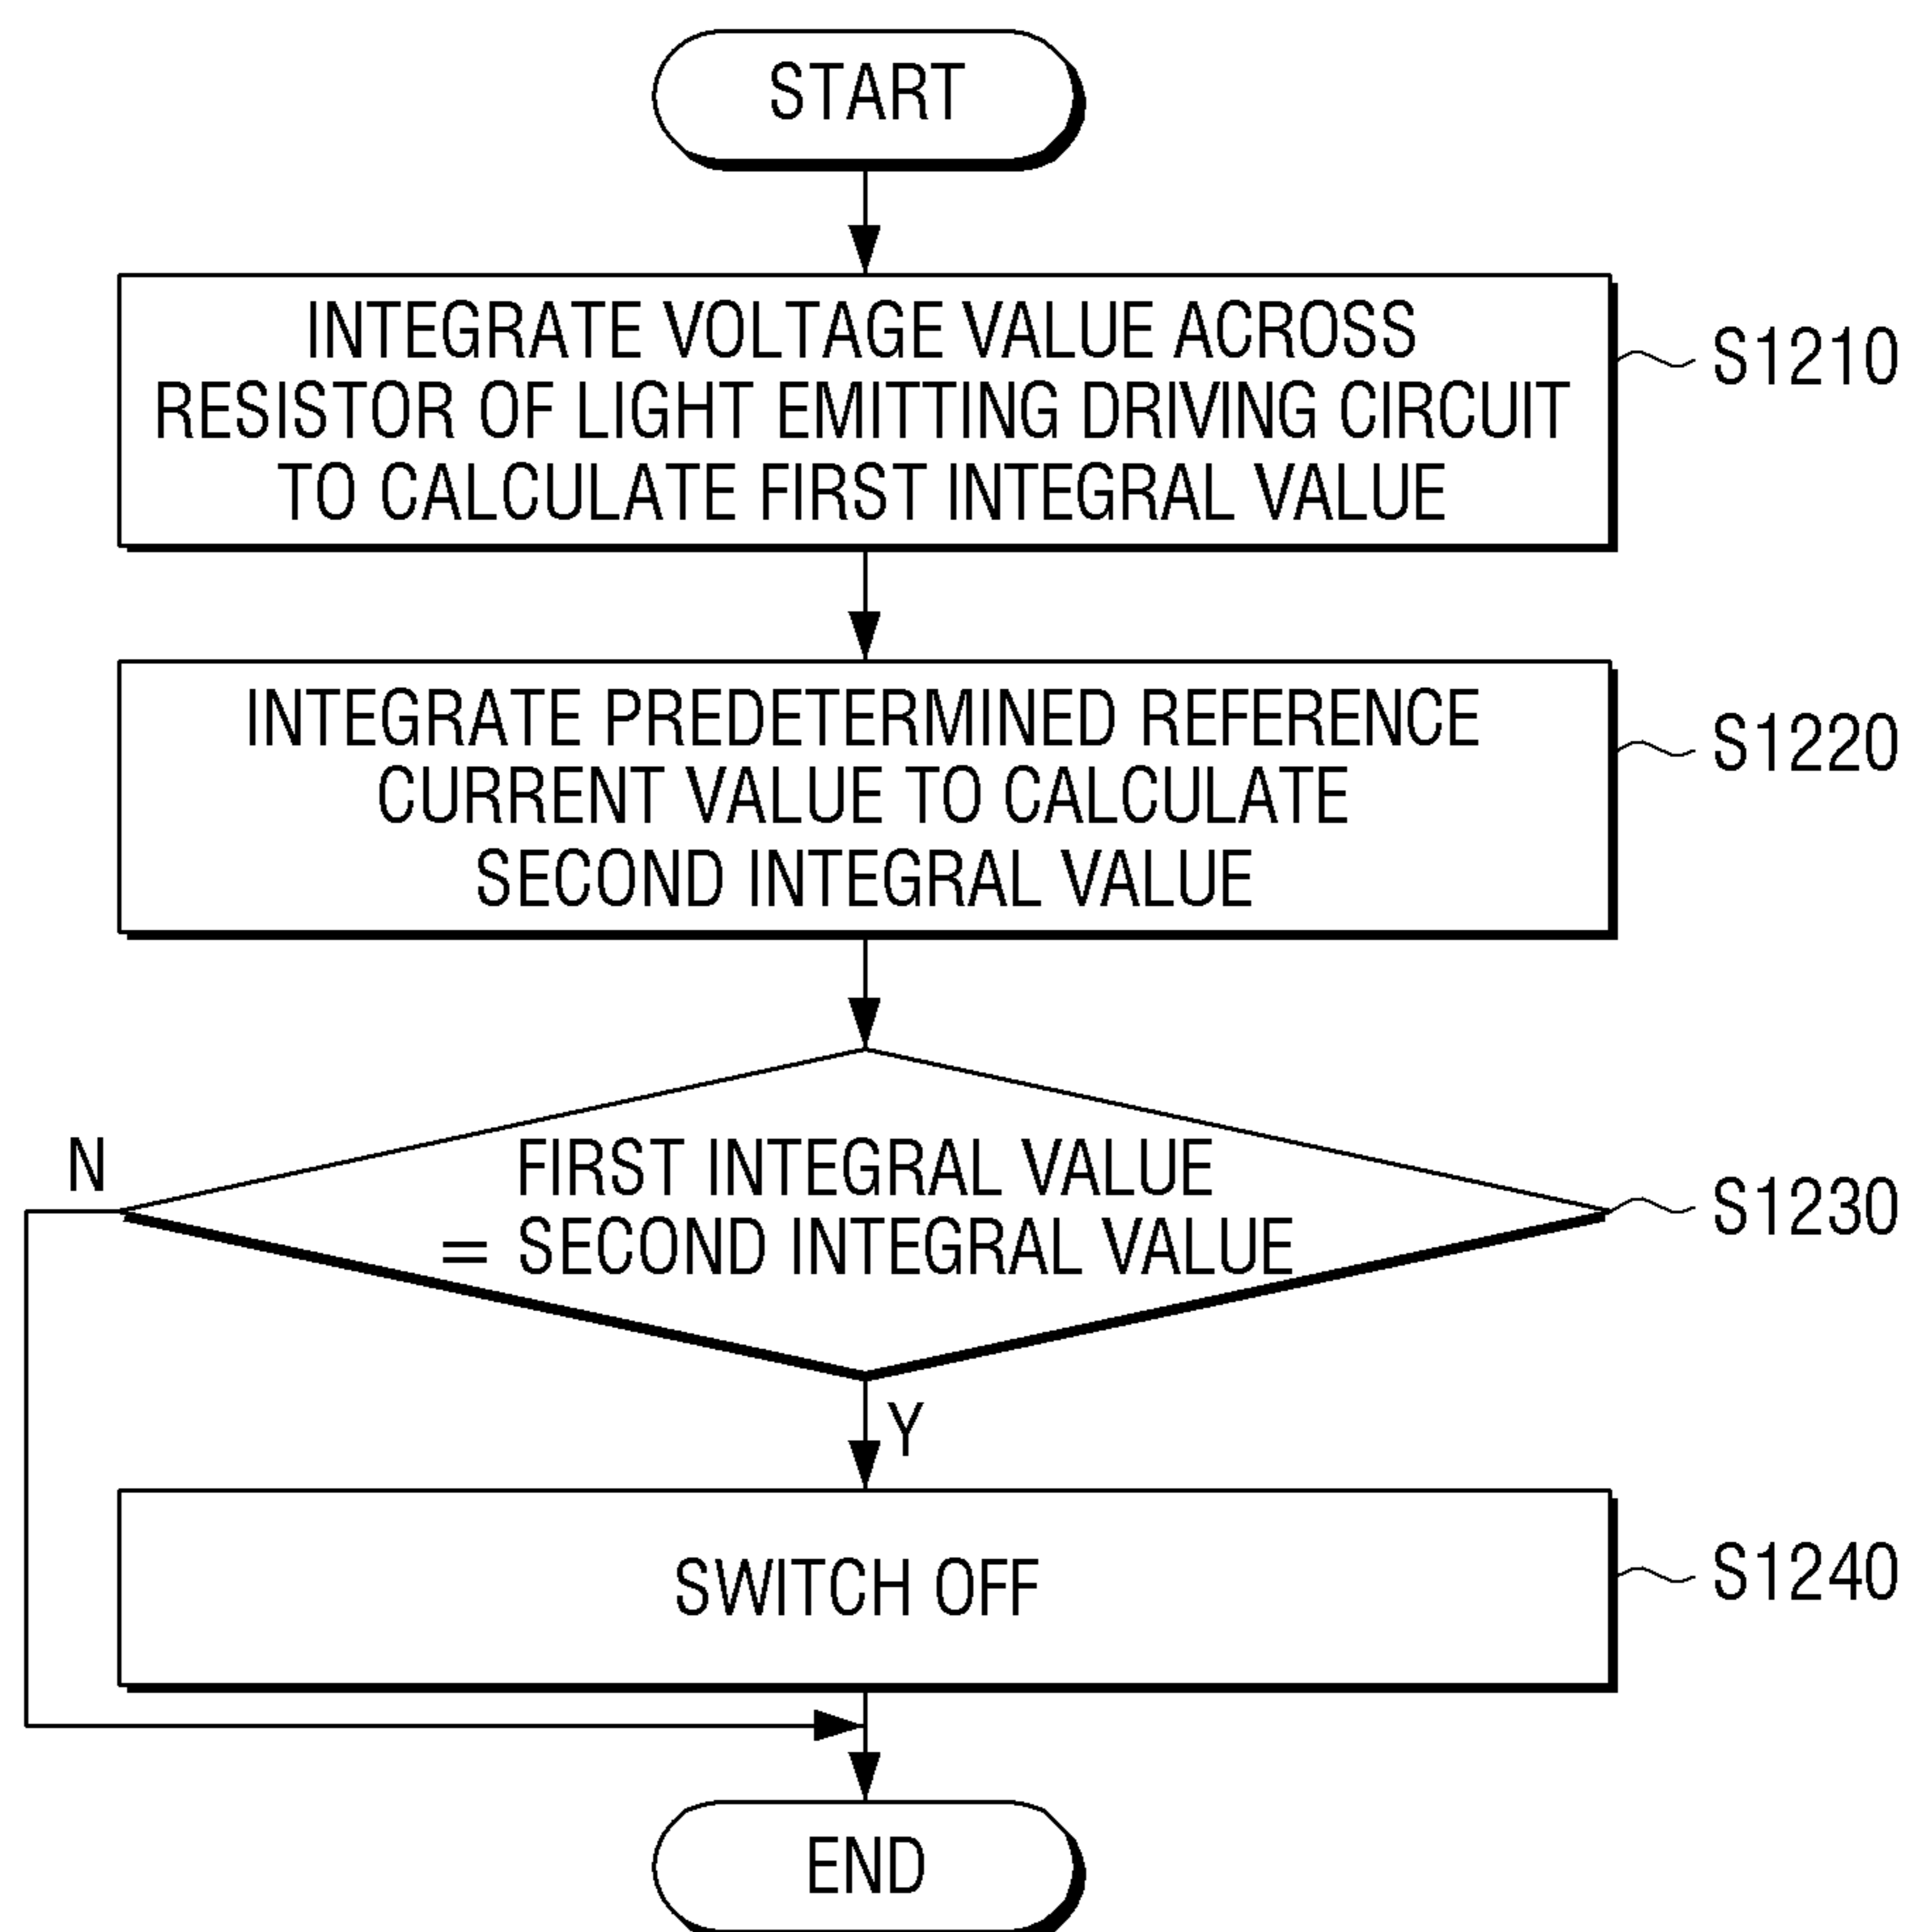 START
INTEGRATE VOLTAGE VALUE ACROSS
RESISTOR OF LIGHT EMITTING DRIVING CIRCUIT
TO CALCULATE FIRST INTEGRAL VALUE
S1210
INTEGRATE PREDETERMINED REFERENCE
CURRENT VALUE TO CALCULATE
SECOND INTEGRAL VALUE
S1220
N
FIRST INTEGRAL VALUE
= SECOND INTEGRAL VALUE
S1230
Y
SWITCH OFF
S1240
END